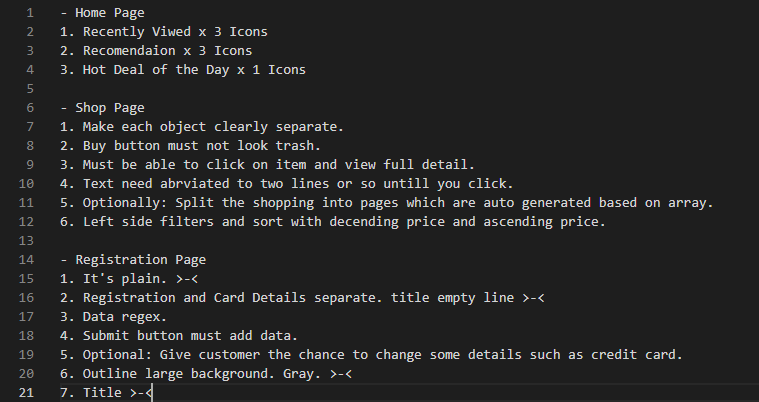 1 - Home Page
2 1. Recently Viwed x 3 Icons
3 2. Recomendaion x 3 Icons
4 3. Hot Deal of the Day x 1 Icons
5
6 - Shop Page
7 1. Make each object clearly separate.
8 2. Buy button must not look trash.
9 3. Must be able to click on item and view full detail.
10 4. Text need abrviated to two lines or so untill you click.
11 5. Optionally: Split the shopping into pages which are auto generated based on array.
12 6. Left side filters and sort with decending price and ascending price.
13
14 - Registration Page
15 1. It's plain. >-<
16 2. Registration and Card Details separate. title empty line >-<
17 3. Data regex.
18 4. Submit button must add data.
19 5. Optional: Give customer the chance to change some details such as credit card.
20 6. Outline large background. Gray. >-<
21 7. Title >-<